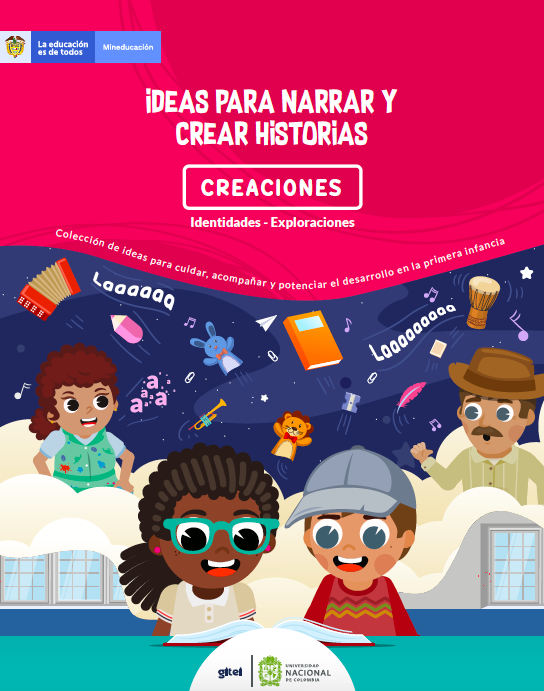 La educación
es de todos
Mineducación
iDEAS PARA NARRAR Y
CREAR HiSTORiAS
CREACIONES
Identidades - Exploraciones
Colección de ideas para cuidar, acompañar y potenciar el desarrollo en la primera infancia
Laaaaaa
Laaaaaaaaa
a a a a a a
gitei
UNIVERSIDAD
NACIONAL
DE COLOMBIA